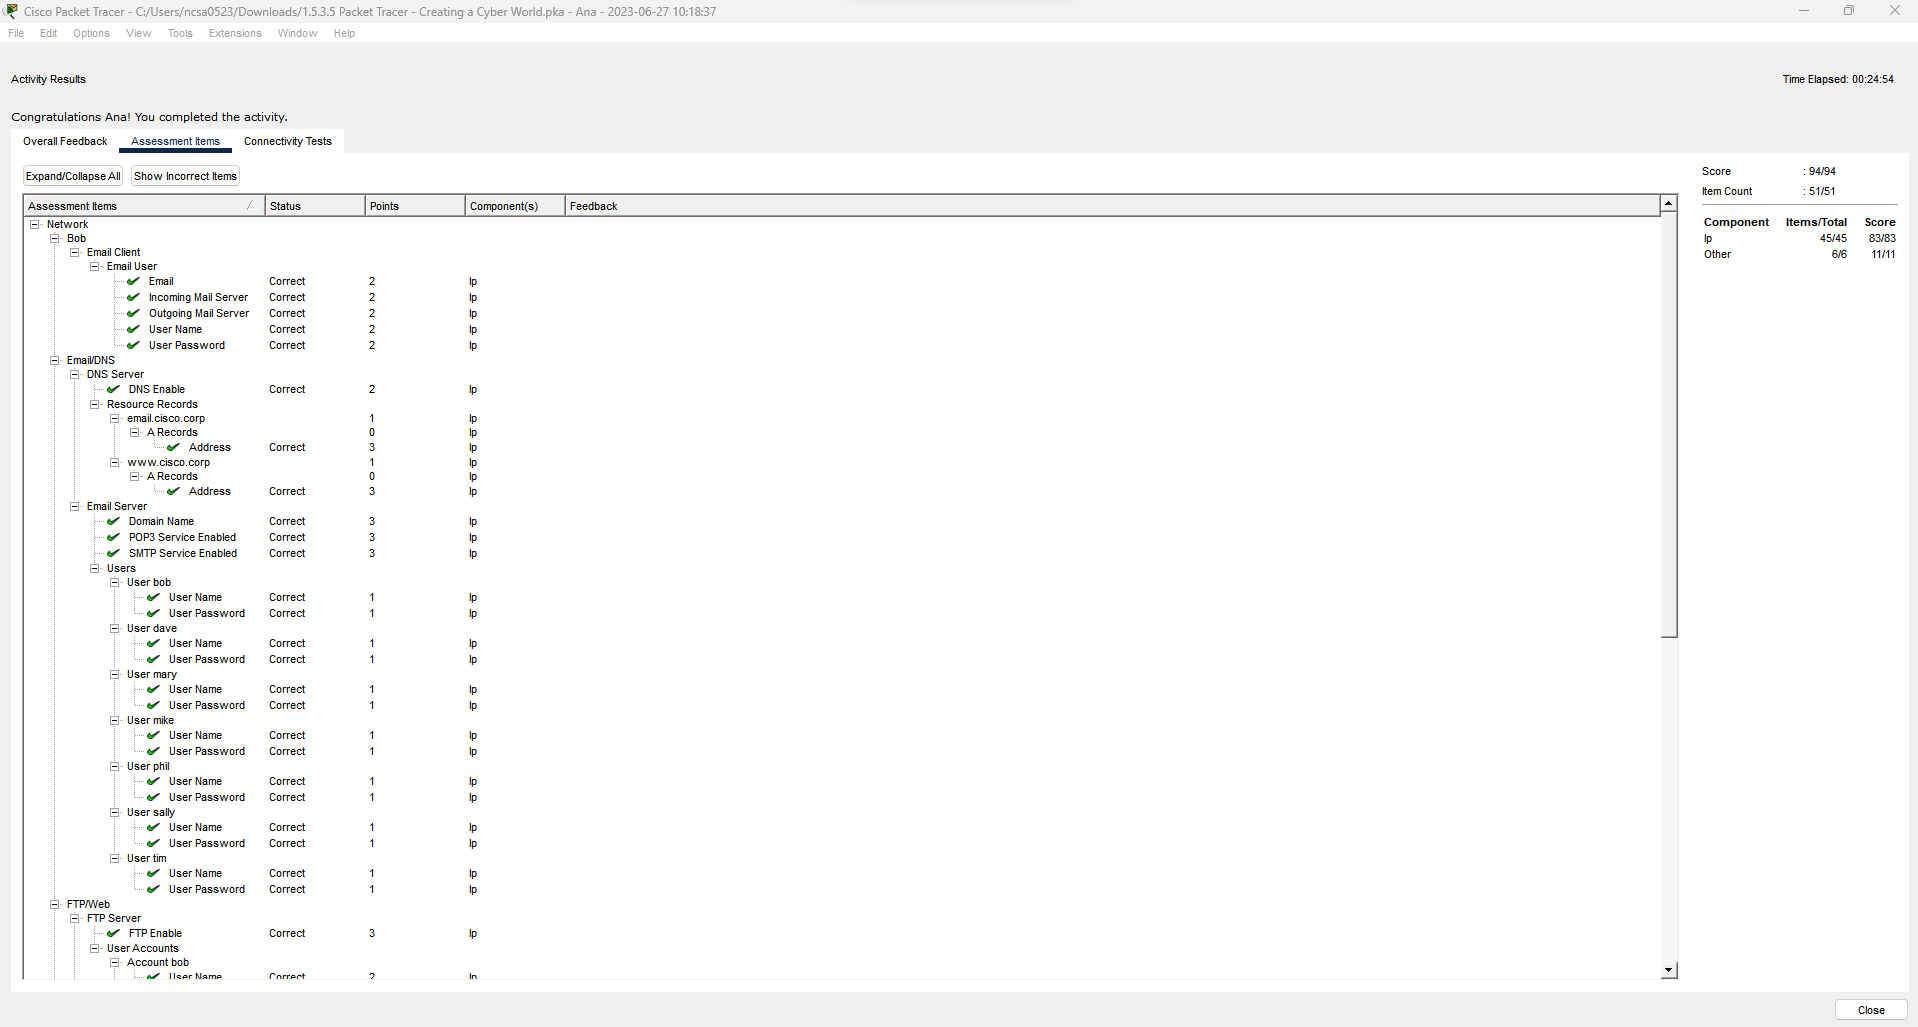 Cisco Packet Tracer - C:/Users/ncsa0523/Downloads/1.5.3.5 Packet Tracer - Creating a Cyber World.pka - Ana - 2023-06-27 10:18:37
File Edit Options View Tools Extensions Window Help
Activity Results
Time Elapsed: 00:24:54
Congratulations Ana! You completed the activity.
Overall Feedback Assessment Items Connectivity Tests
Expand/Collapse All Show Incorrect Items
Assessment Items Status Points Component(s) Feedback
Network
Bob
Email Client
Email User
Email Correct 2 Ip
Incoming Mail Server Correct 2 Ip
Outgoing Mail Server Correct 2 Ip
User Name Correct 2 Ip
User Password Correct 2 Ip
Email/DNS
DNS Server
DNS Enable Correct 2 Ip
Resource Records
email.cisco.corp 1 Ip
A Records 0 Ip
Address Correct 3 Ip
www.cisco.corp 1 Ip
A Records 0 Ip
Address Correct 3 Ip
Email Server
Domain Name Correct 3 Ip
POP3 Service Enabled Correct 3 Ip
SMTP Service Enabled Correct 3 Ip
Users
User bob
User Name Correct 1 Ip
User Password Correct 1 Ip
User dave
User Name Correct 1 Ip
User Password Correct 1 Ip
User mary
User Name Correct 1 Ip
User Password Correct 1 Ip
User mike
User Name Correct 1 Ip
User Password Correct 1 Ip
User phil
User Name Correct 1 Ip
User Password Correct 1 Ip
User sally
User Name Correct 1 Ip
User Password Correct 1 Ip
User tim
User Name Correct 1 Ip
User Password Correct 1 Ip
FTP/Web
FTP Server
FTP Enable Correct 3 Ip
User Accounts
Account bob
User Name Correct 2 Ip
Score : 94/94
Item Count : 51/51
Component Items/Total Score
Ip 45/45 83/83
Other 6/6 11/11
Close